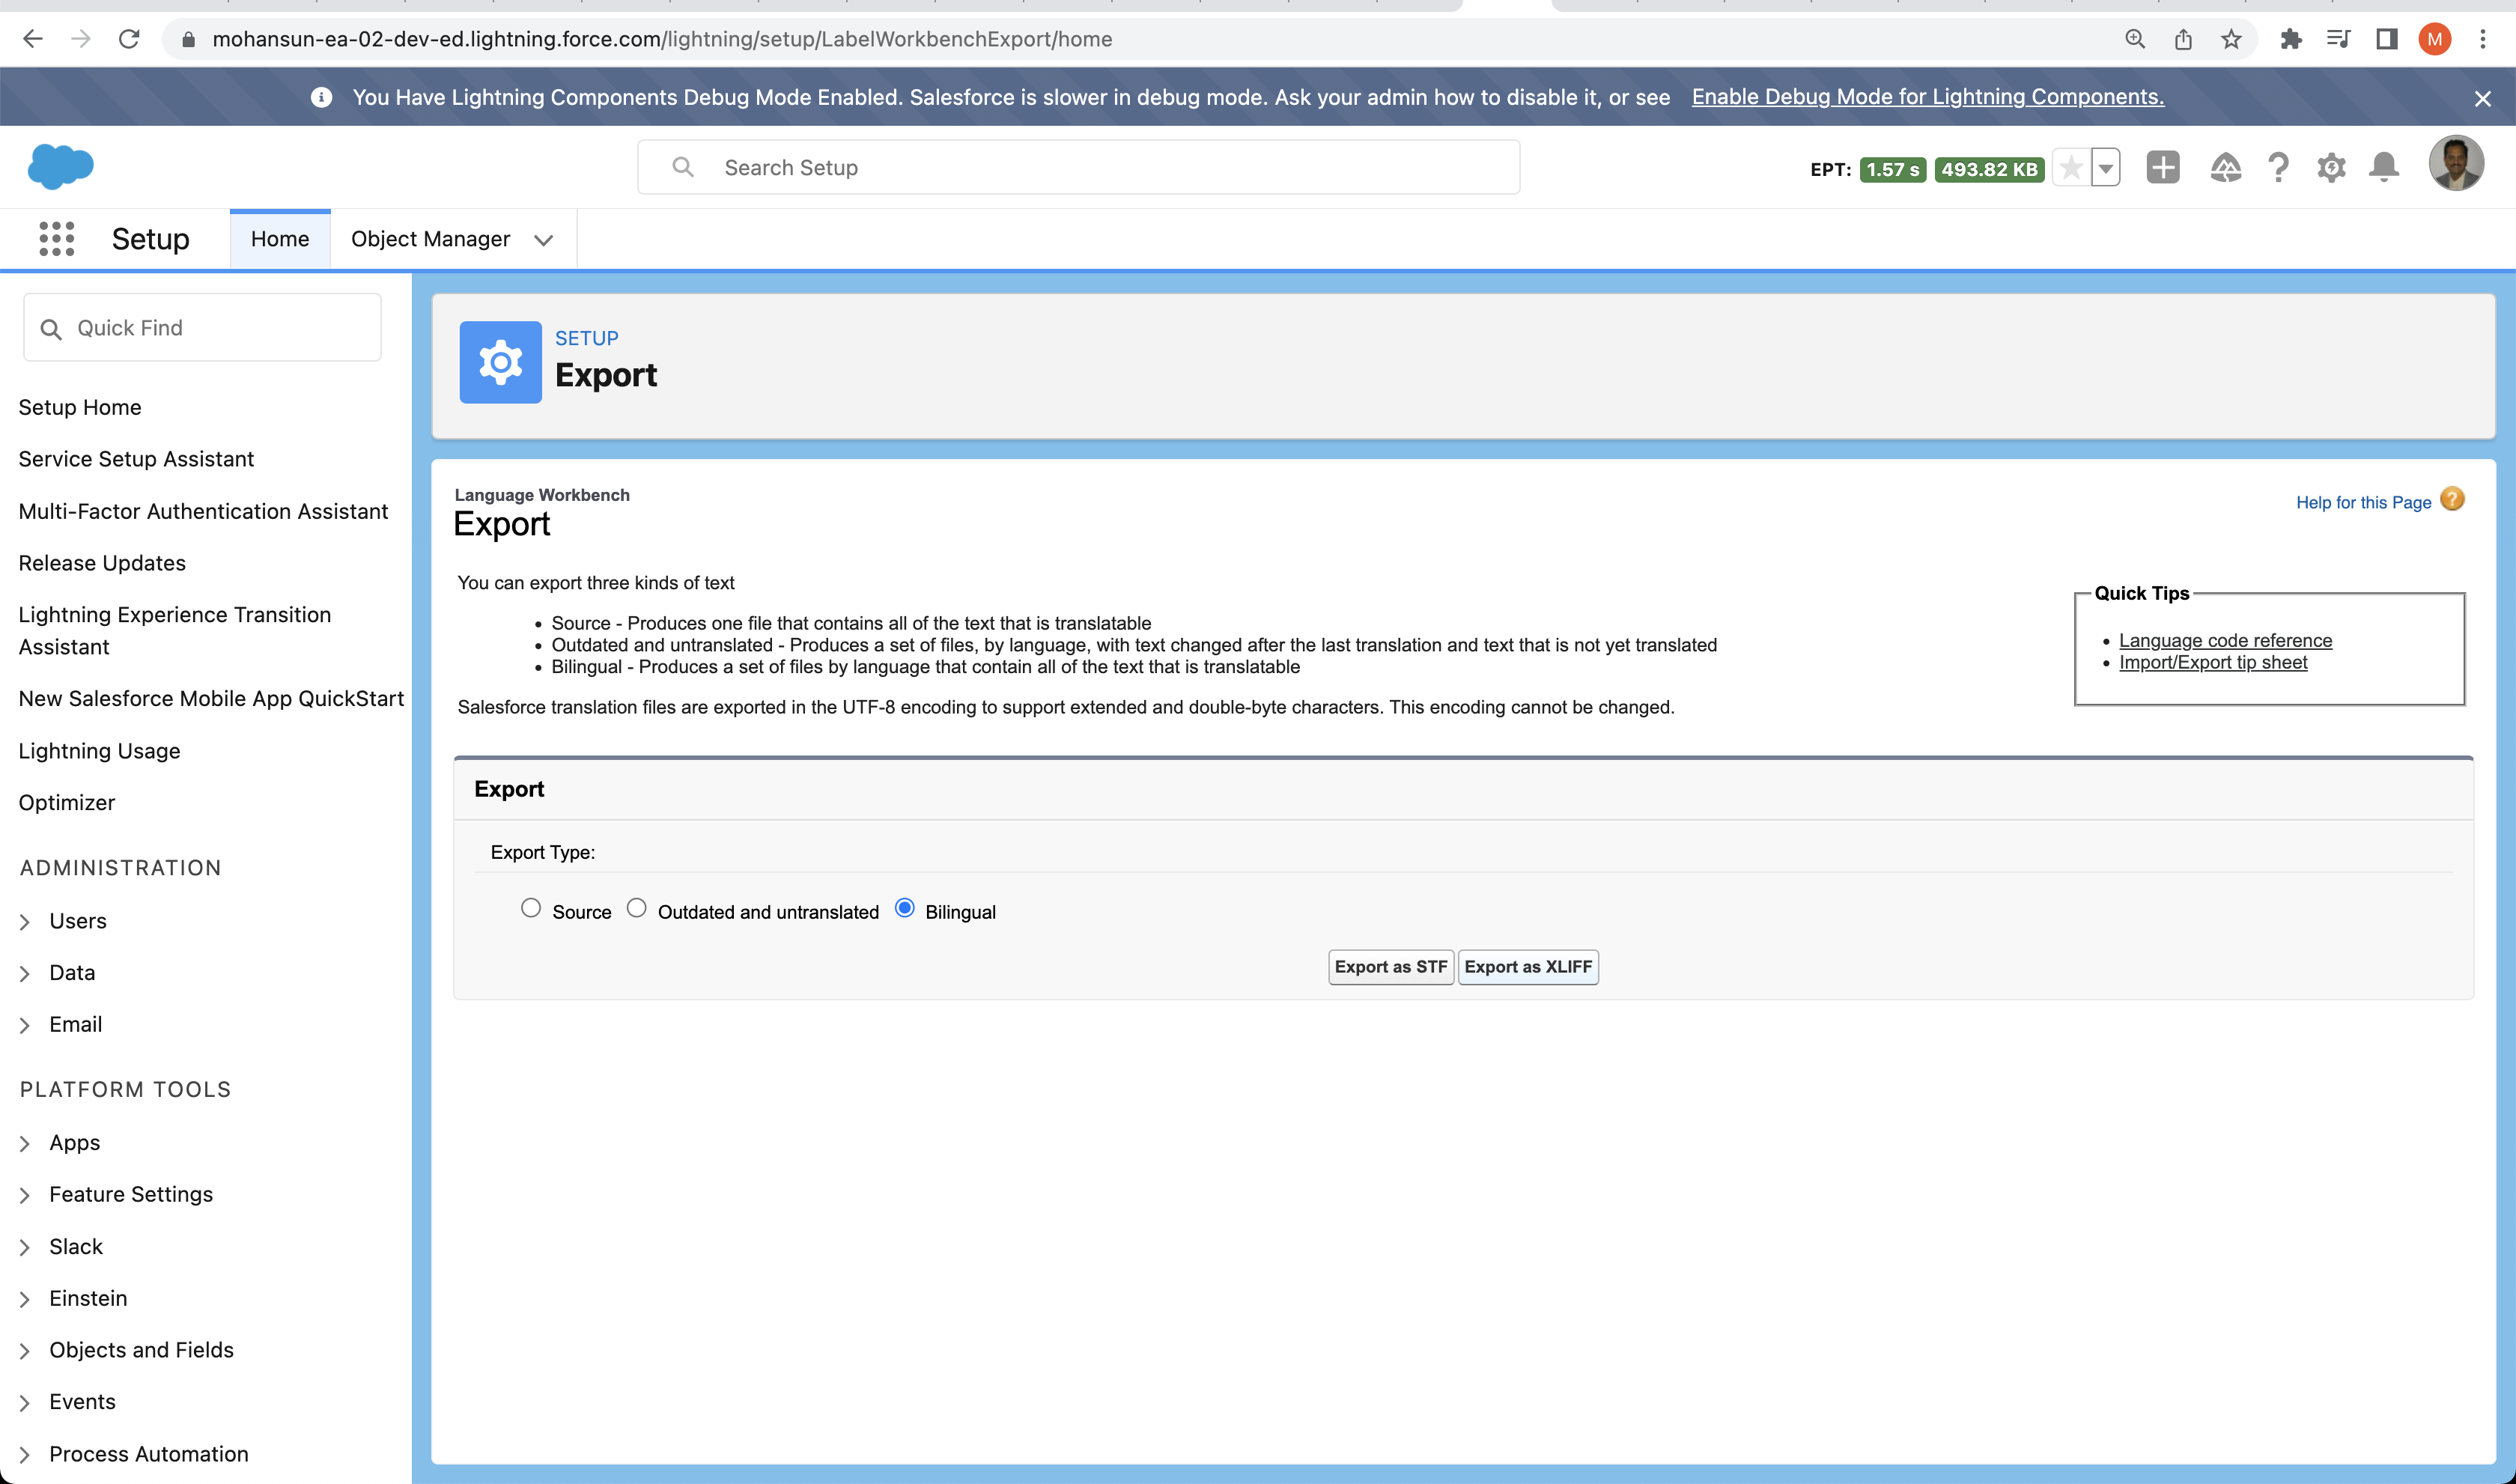 mohansun-ea-02-dev-ed.lightning.force.com/lightning/setup/LabelWorkbenchExport/home
M
You Have Lightning Components Debug Mode Enabled. Salesforce is slower in debug mode. Ask your admin how to disable it, or see Enable Debug Mode for Lightning Components.
Search Setup
EPT: 1.57 s 493.82 KB
Setup
Home
Object Manager
Quick Find
Setup Home
Service Setup Assistant
Multi-Factor Authentication Assistant
Release Updates
Lightning Experience Transition
Assistant
New Salesforce Mobile App QuickStart
Lightning Usage
Optimizer
ADMINISTRATION
Users
Data
Email
PLATFORM TOOLS
Apps
Feature Settings
Slack
Einstein
Objects and Fields
Events
Process Automation
SETUP
Export
Language Workbench
Export
Help for this Page
You can export three kinds of text
• Source - Produces one file that contains all of the text that is translatable
• Outdated and untranslated - Produces a set of files, by language, with text changed after the last translation and text that is not yet translated
• Bilingual - Produces a set of files by language that contain all of the text that is translatable
Salesforce translation files are exported in the UTF-8 encoding to support extended and double-byte characters. This encoding cannot be changed.
Quick Tips
• Language code reference
• Import/Export tip sheet
Export
Export Type:
Source Outdated and untranslated Bilingual
Export as STF Export as XLIFF